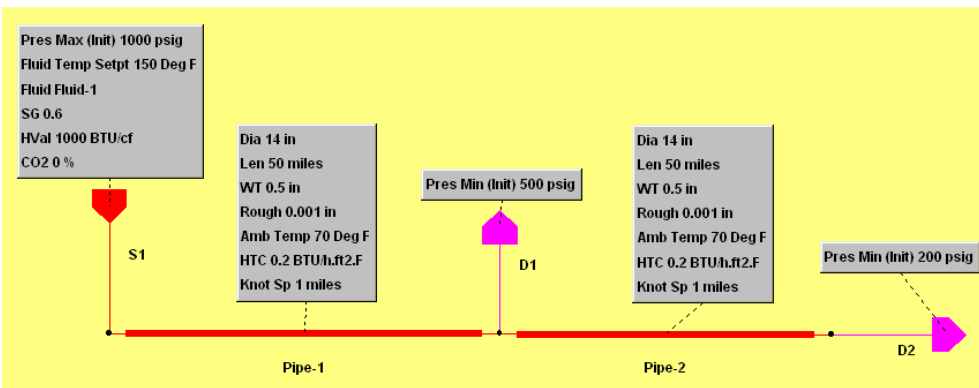 Pres Max (Init) 1000 psig
Fluid Temp Setpt 150 Deg F
Fluid Fluid-1
SG 0.6
HVal 1000 BTU/cf
CO2 0 %
S1
Dia 14 in
Len 50 miles
WT 0.5 in
Rough 0.001 in
Amb Temp 70 Deg F
HTC 0.2 BTU/h.ft2.F
Knot Sp 1 miles
Pipe-1
Pres Min (Init) 500 psig
D1
Dia 14 in
Len 50 miles
WT 0.5 in
Rough 0.001 in
Amb Temp 70 Deg F
HTC 0.2 BTU/h.ft2.F
Knot Sp 1 miles
Pipe-2
Pres Min (Init) 200 psig
D2